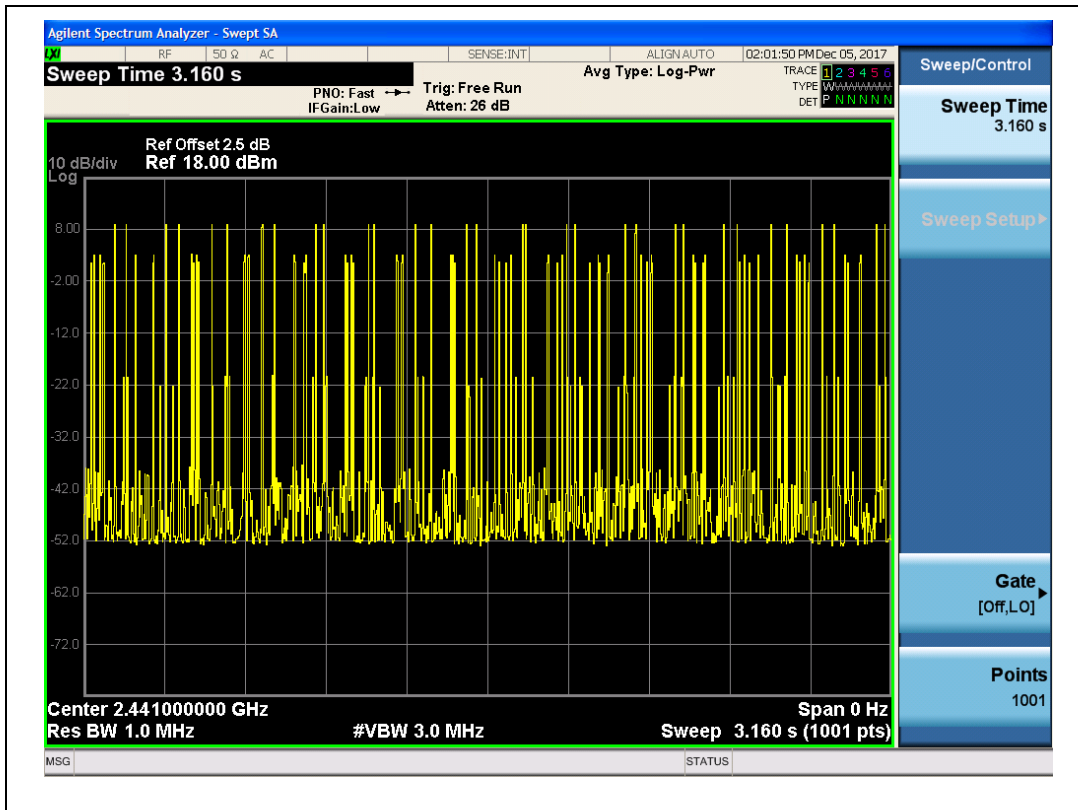 Agilent Spectrum Analyzer - Swept SA
LXI RF 50 Ω AC SENSE:INT ALIGN AUTO 02:01:50 PM Dec 05, 2017
Sweep Time 3.160 s
PNO: Fast
IFGain:Low
Trig: Free Run
Atten: 26 dB
Avg Type: Log-Pwr
TRACE 1 2 3 4 5 6
TYPE WWWWWW
DET P N N N N N
Ref Offset 2.5 dB
10 dB/div Ref 18.00 dBm
Log
8.00
-2.00
-12.0
-22.0
-32.0
-42.0
-52.0
-62.0
-72.0
Center 2.441000000 GHz Span 0 Hz
Res BW 1.0 MHz #VBW 3.0 MHz Sweep 3.160 s (1001 pts)
MSG STATUS
Sweep/Control
Sweep Time
3.160 s
Sweep Setup
Gate
[Off,LO]
Points
1001